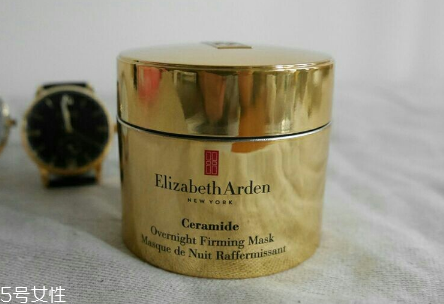 Elizabeth Arden
NEW YORK
Ceramide
Overnight Firming Mask
Masque de Nuit Raffermissant
5号女性